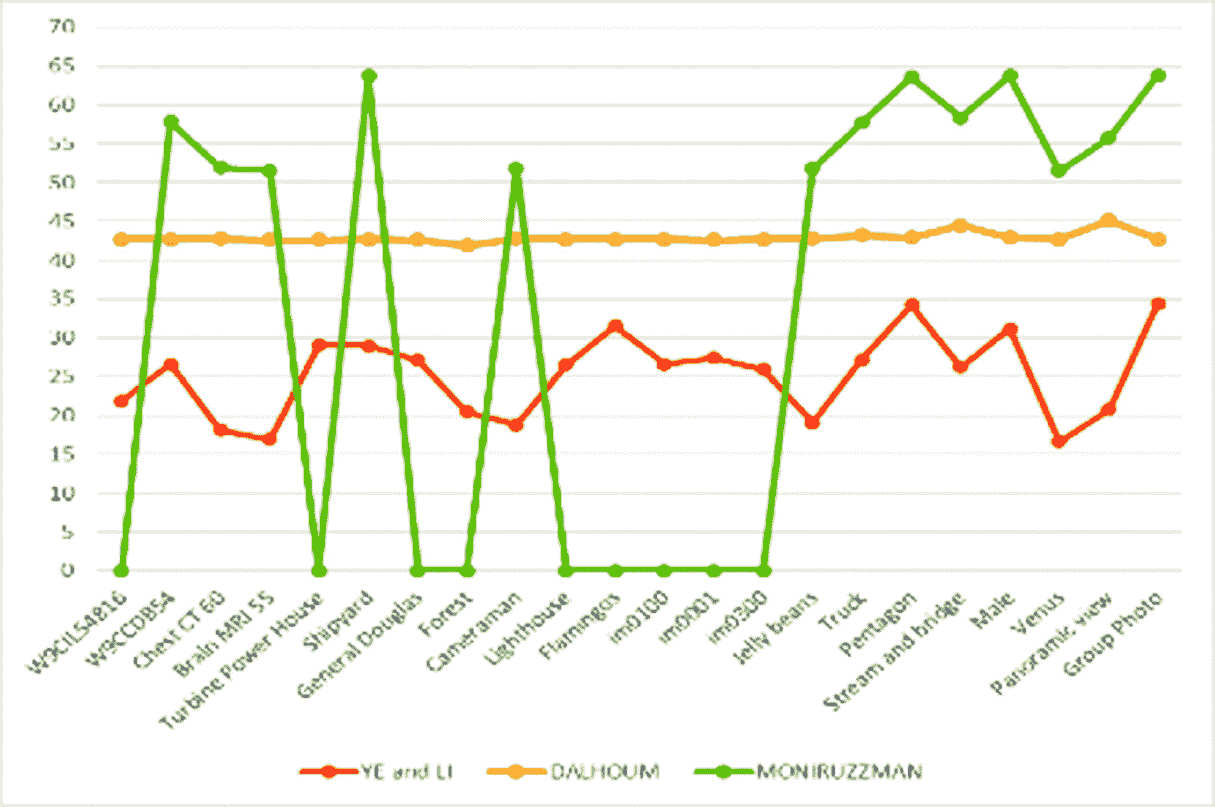 70
65
60
55
50
45
40
35
30
25
20
15
10
5
0
W9CJLS4B16
W9CCDB54
Chest CT 60
Brain MRI 55
Turbine Power House
Shipyard
General Douglas
Forest
Cameraman
Lighthouse
Flamingos
im0100
im0001
im0300
Jelly beans
Truck
Pentagon
Stream and bridge
Male
Venus
Panoramic view
Group Photo
YE and LI DALHOUM MONIRUZZMAN